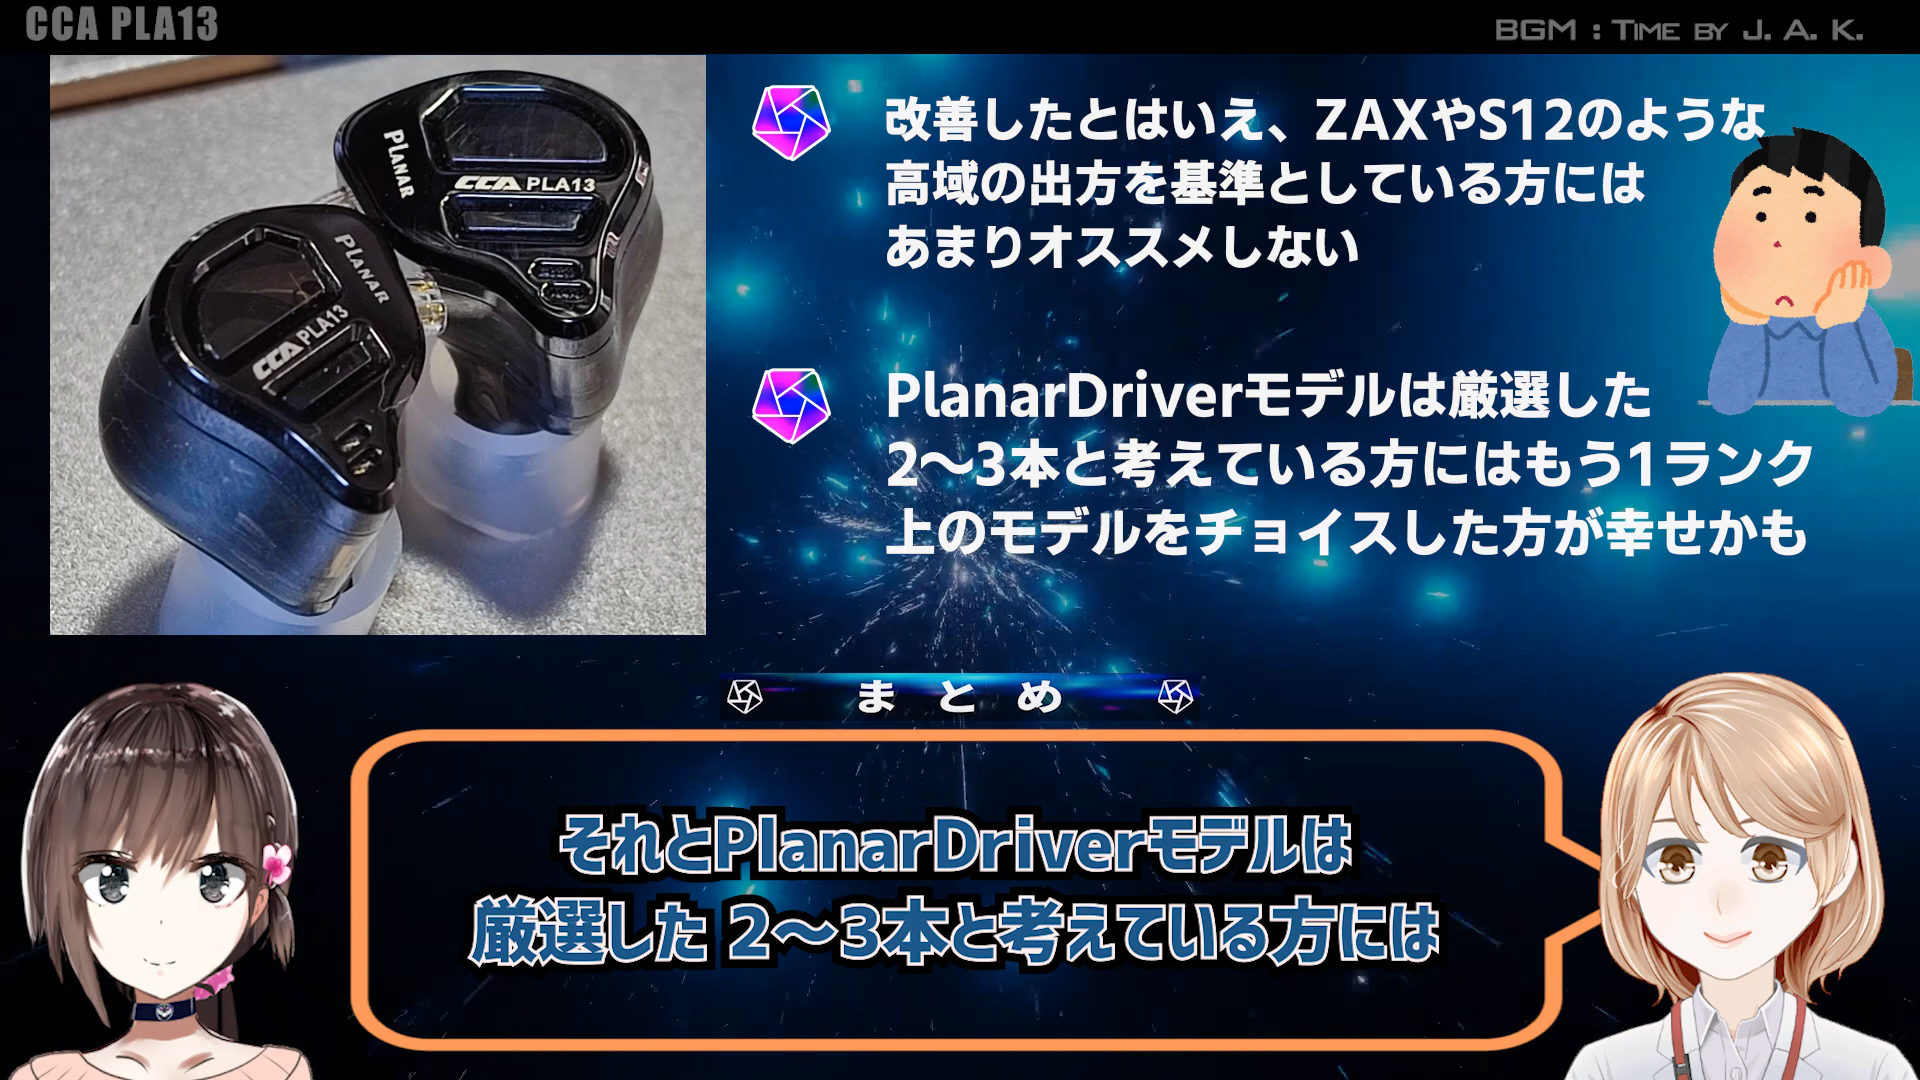 CCA PLA13
BGM : TIME BY J. A. K.
PLANAR
CCA PLA13
PLANAR
CCA PLA13
改善したとはいえ、ZAXやS12のような
高域の出方を基準としている方には
あまりオススメしない
PlanarDriverモデルは厳選した
2〜3本と考えている方にはもう1ランク
上のモデルをチョイスした方が幸せかも
まとめ
それとPlanarDriverモデルは
厳選した 2〜3本と考えている方には